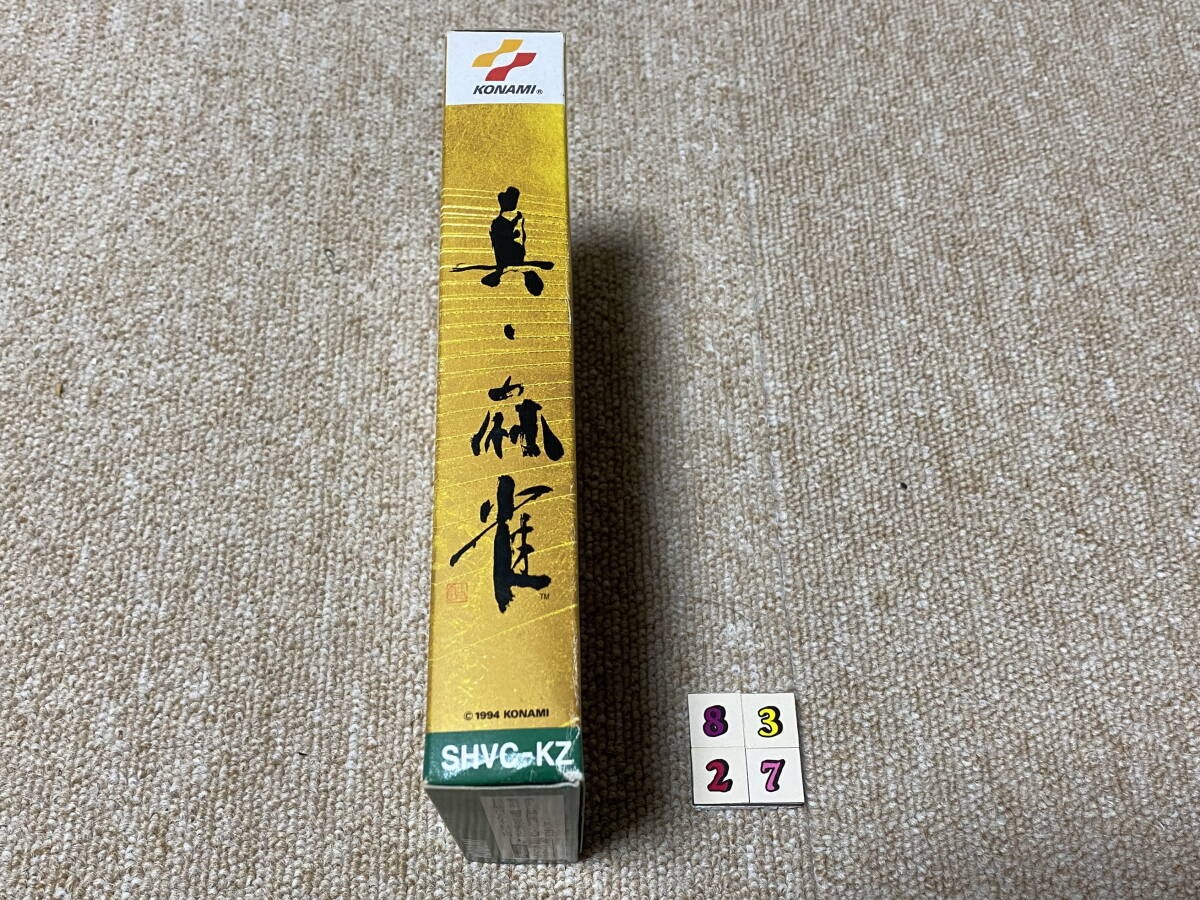 KONAMI®
真・麻雀
TM
© 1994 KONAMI
SHVC-KZ
8 3
2 7